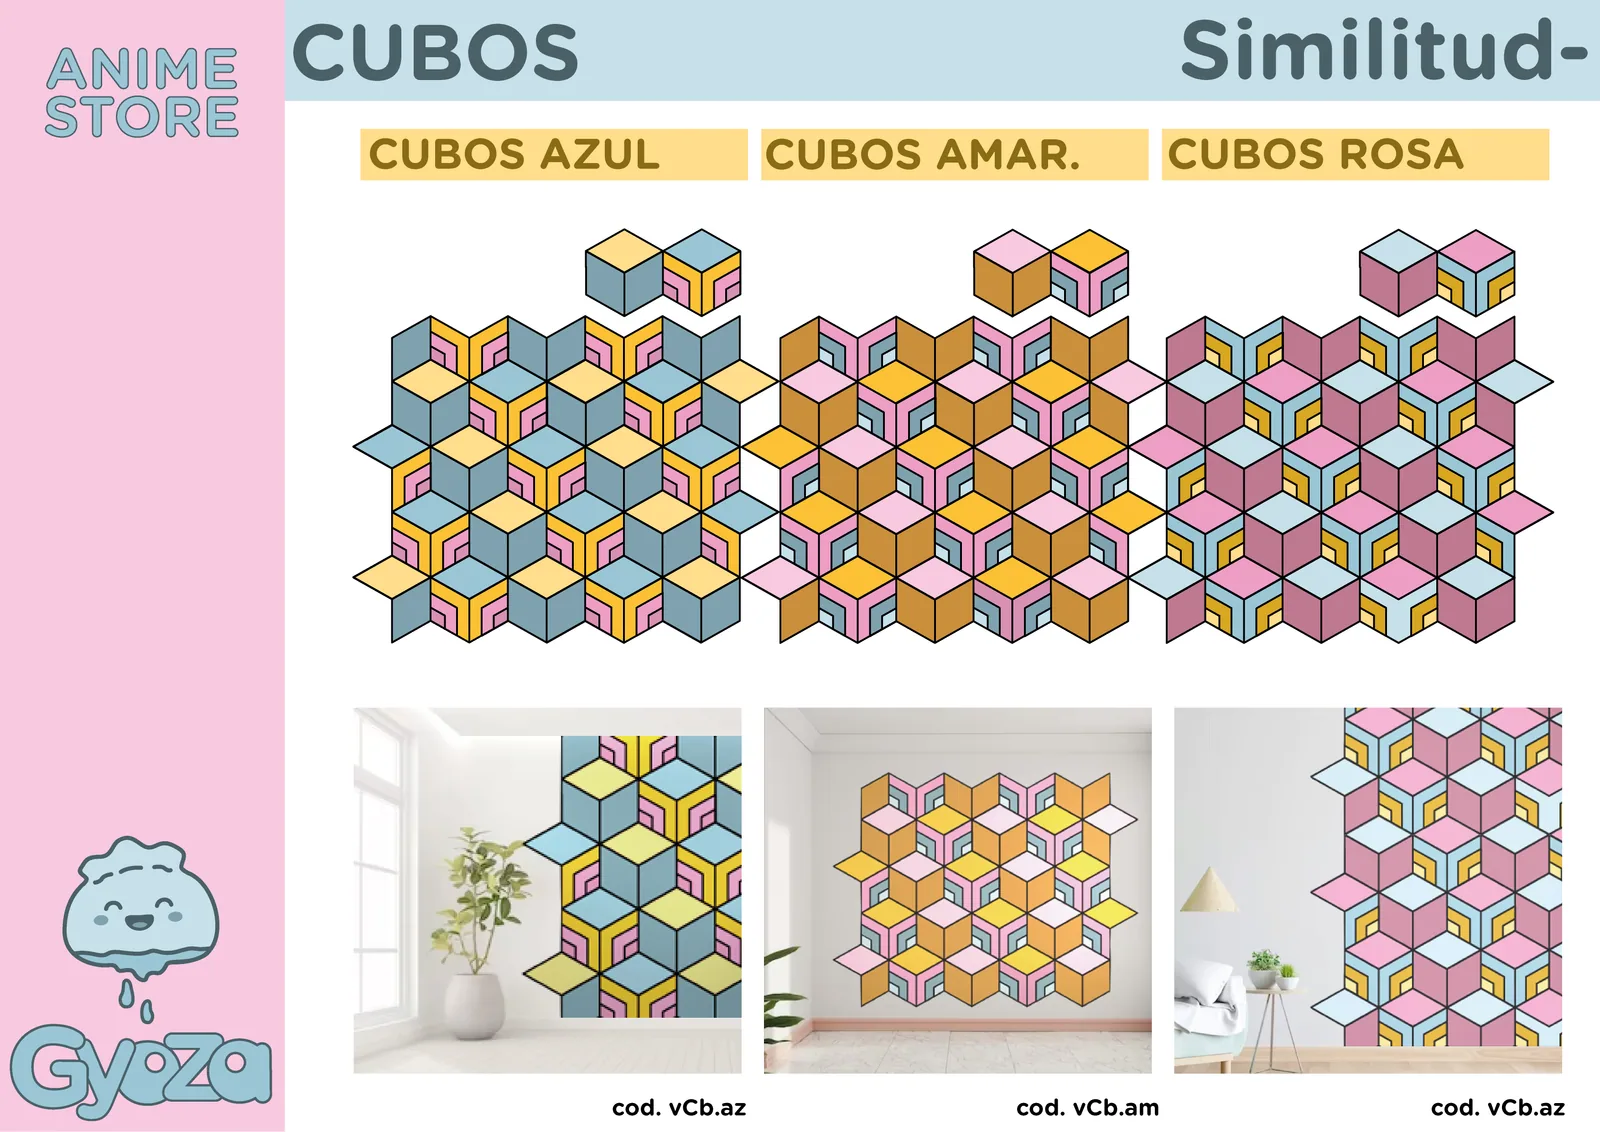 ANIME
STORE
CUBOS
Similitud-
CUBOS AZUL
CUBOS AMAR.
CUBOS ROSA
Gyoza
cod. vCb.az
cod. vCb.am
cod. vCb.az